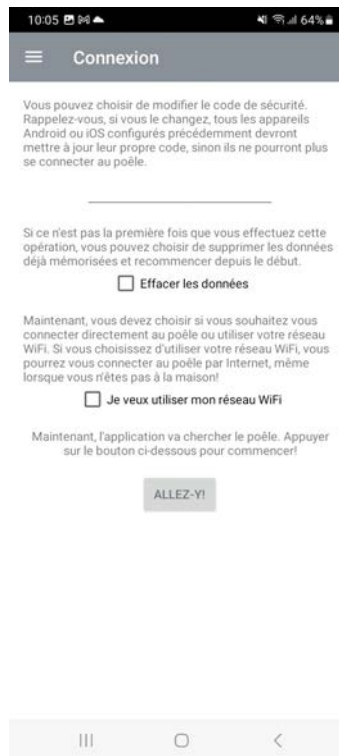 10:05
64%
Connexion
Vous pouvez choisir de modifier le code de sécurité.
Rappelez-vous, si vous le changez, tous les appareils
Android ou iOS configurés précédemment devront
mettre à jour leur propre code, sinon ils ne pourront plus
se connecter au poêle.
Si ce n'est pas la première fois que vous effectuez cette
opération, vous pouvez choisir de supprimer les données
déjà mémorisées et recommencer depuis le début.
Effacer les données
Maintenant, vous devez choisir si vous souhaitez vous
connecter directement au poêle ou utiliser votre réseau
WiFi. Si vous choisissez d'utiliser votre réseau WiFi, vous
pourrez vous connecter au poêle par Internet, même
lorsque vous n'êtes pas à la maison!
Je veux utiliser mon réseau WiFi
Maintenant, l'application va chercher le poêle. Appuyer
sur le bouton ci-dessous pour commencer!
ALLEZ-Y!